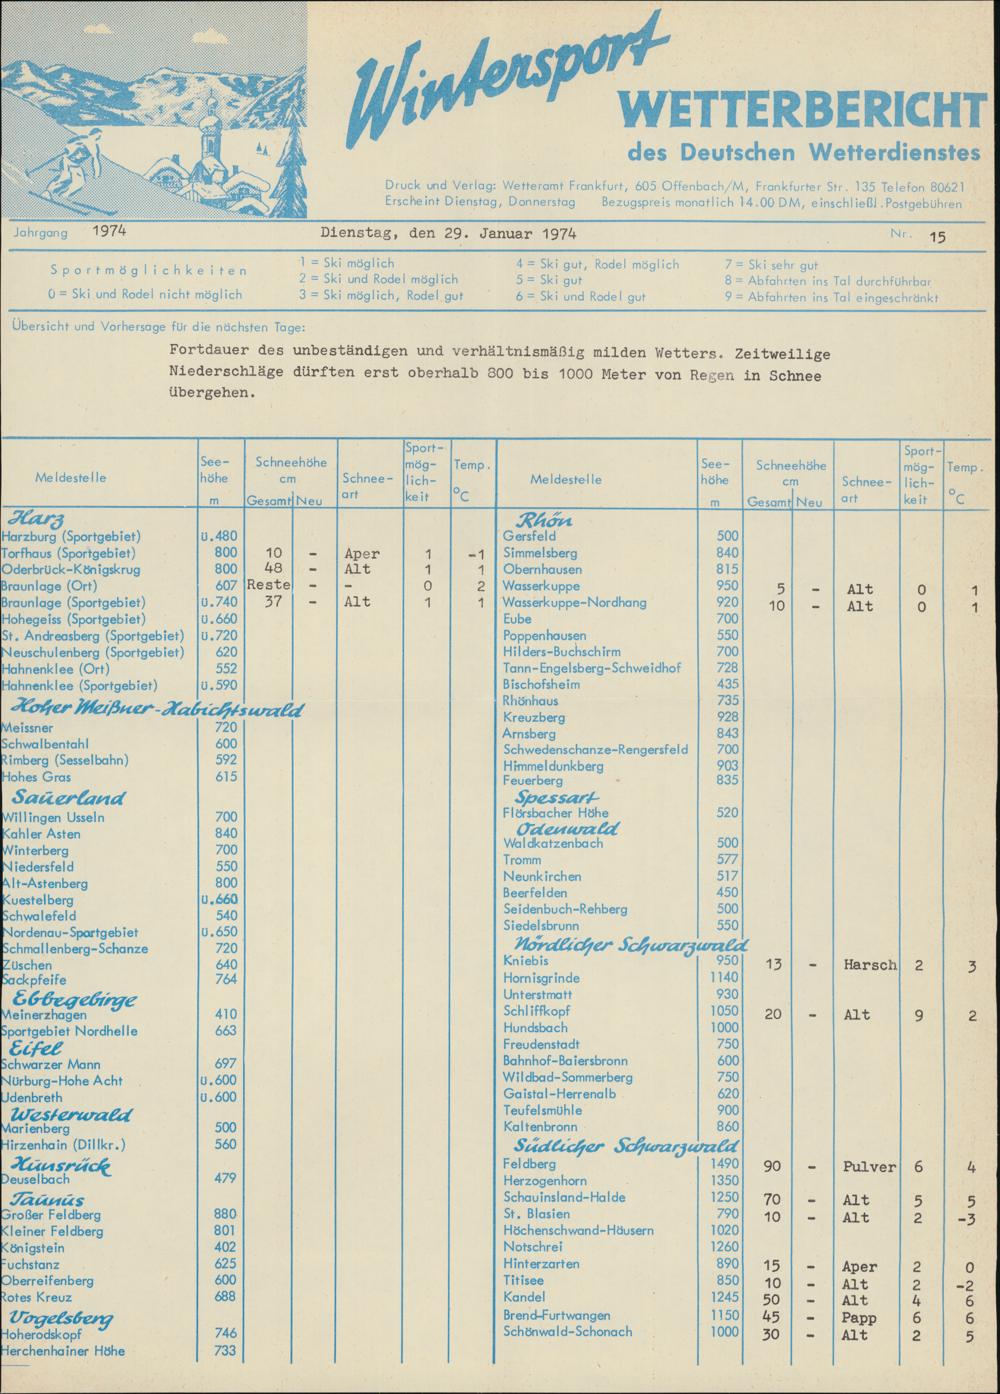 Wintersport
WETTERBERICHT
des Deutschen Wetterdienstes
Druck und Verlag: Wetteramt Frankfurt, 605 Offenbach/M, Frankfurter Str. 135 Telefon 80621
Erscheint Dienstag, Donnerstag Bezugspreis monatlich 14.00 DM, einschließl.Postgebühren
Jahrgang 1974 Dienstag, den 29. Januar 1974 Nr. 15
Sportmöglichkeiten
0 = Ski und Rodel nicht möglich
1 = Ski möglich
2 = Ski und Rodel möglich
3 = Ski möglich, Rodel gut
4 = Ski gut, Rodel möglich
5 = Ski gut
6 = Ski und Rodel gut
7 = Ski sehr gut
8 = Abfahrten ins Tal durchführbar
9 = Abfahrten ins Tal eingeschränkt
Übersicht und Vorhersage für die nächsten Tage:
Fortdauer des unbeständigen und verhältnismäßig milden Wetters. Zeitweilige
Niederschläge dürften erst oberhalb 800 bis 1000 Meter von Regen in Schnee
übergehen.
Meldestelle See-höhe m Schneehöhe cm Gesamt Neu Schnee-art Sport-mög-lich-keit Temp. °C
Harz
Harzburg (Sportgebiet) ü.480
Torfhaus (Sportgebiet) 800 10 - Aper 1 -1
Oderbrück-Königskrug 800 48 - Alt 1 1
Braunlage (Ort) 607 Reste - - 0 2
Braunlage (Sportgebiet) ü.740 37 - Alt 1 1
Hohegeiss (Sportgebiet) ü.660
St. Andreasberg (Sportgebiet) ü.720
Neuschulenberg (Sportgebiet) 620
Hahnenklee (Ort) 552
Hahnenklee (Sportgebiet) ü.590
Hoher Meißner-Habichtswald
Meissner 720
Schwalbentahl 600
Rimberg (Sesselbahn) 592
Hohes Gras 615
Sauerland
Willingen Usseln 700
Kahler Asten 840
Winterberg 700
Niedersfeld 550
Alt-Astenberg 800
Kuestelberg ü.660
Schwalefeld 540
Nordenau-Sportgebiet ü.650
Schmallenberg-Schanze 720
Züschen 640
Sackpfeife 764
Ebbegebirge
Meinerzhagen 410
Sportgebiet Nordhelle 663
Eifel
Schwarzer Mann 697
Nürburg-Hohe Acht ü.600
Udenbreth ü.600
Westerwald
Marienberg 500
Hirzenhain (Dillkr.) 560
Hunsrück
Deuselbach 479
Taunus
Großer Feldberg 880
Kleiner Feldberg 801
Königstein 402
Fuchstanz 625
Oberreifenberg 600
Rotes Kreuz 688
Vogelsberg
Hoherodskopf 746
Herchenhainer Höhe 733
Meldestelle See-höhe m Schneehöhe cm Gesamt Neu Schnee-art Sport-mög-lich-keit Temp. °C
Rhön
Gersfeld 500
Simmelsberg 840
Obernhausen 815
Wasserkuppe 950 5 - Alt 0 1
Wasserkuppe-Nordhang 920 10 - Alt 0 1
Eube 700
Poppenhausen 550
Hilders-Buchschirm 700
Tann-Engelsberg-Schweidhof 728
Bischofsheim 435
Rhönhaus 735
Kreuzberg 928
Arnsberg 843
Schwedenschanze-Rengersfeld 700
Himmeldunkberg 903
Feuerberg 835
Spessart
Flörsbacher Höhe 520
Odenwald
Waldkatzenbach 500
Tromm 577
Neunkirchen 517
Beerfelden 450
Seidenbuch-Rehberg 500
Siedelsbrunn 550
Nördlicher Schwarzwald
Kniebis 950 13 - Harsch 2 3
Hornisgrinde 1140
Unterstmatt 930
Schliffkopf 1050 20 - Alt 9 2
Hundsbach 1000
Freudenstadt 750
Bahnhof-Baiersbronn 600
Wildbad-Sommerberg 750
Gaistal-Herrenalb 620
Teufelsmühle 900
Kaltenbronn 860
Südlicher Schwarzwald
Feldberg 1490 90 - Pulver 6 4
Herzogenhorn 1350
Schauinsland-Halde 1250 70 - Alt 5 5
St. Blasien 790 10 - Alt 2 -3
Höchenschwand-Häusern 1020
Notschrei 1260
Hinterzarten 890 15 - Aper 2 0
Titisee 850 10 - Alt 2 -2
Kandel 1245 50 - Alt 4 6
Brend-Furtwangen 1150 45 - Papp 6 6
Schönwald-Schonach 1000 30 - Alt 2 5